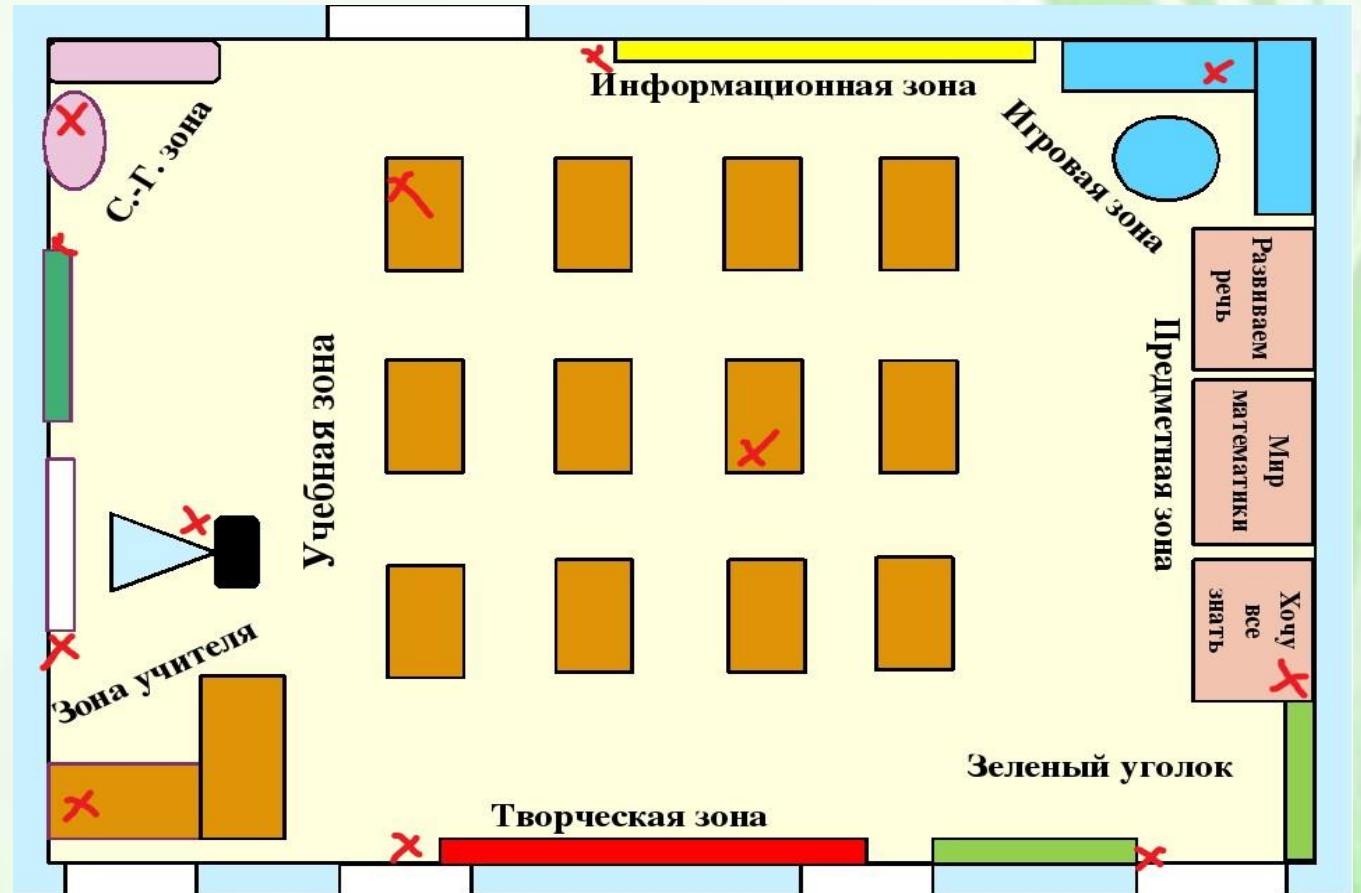 Информационная зона
С.-Г. зона
Игровая зона
Развиваем
речь
Учебная зона
Предметная зона
Мир
математики
Хочу
все
знать
Зона учителя
Зеленый уголок
Творческая зона